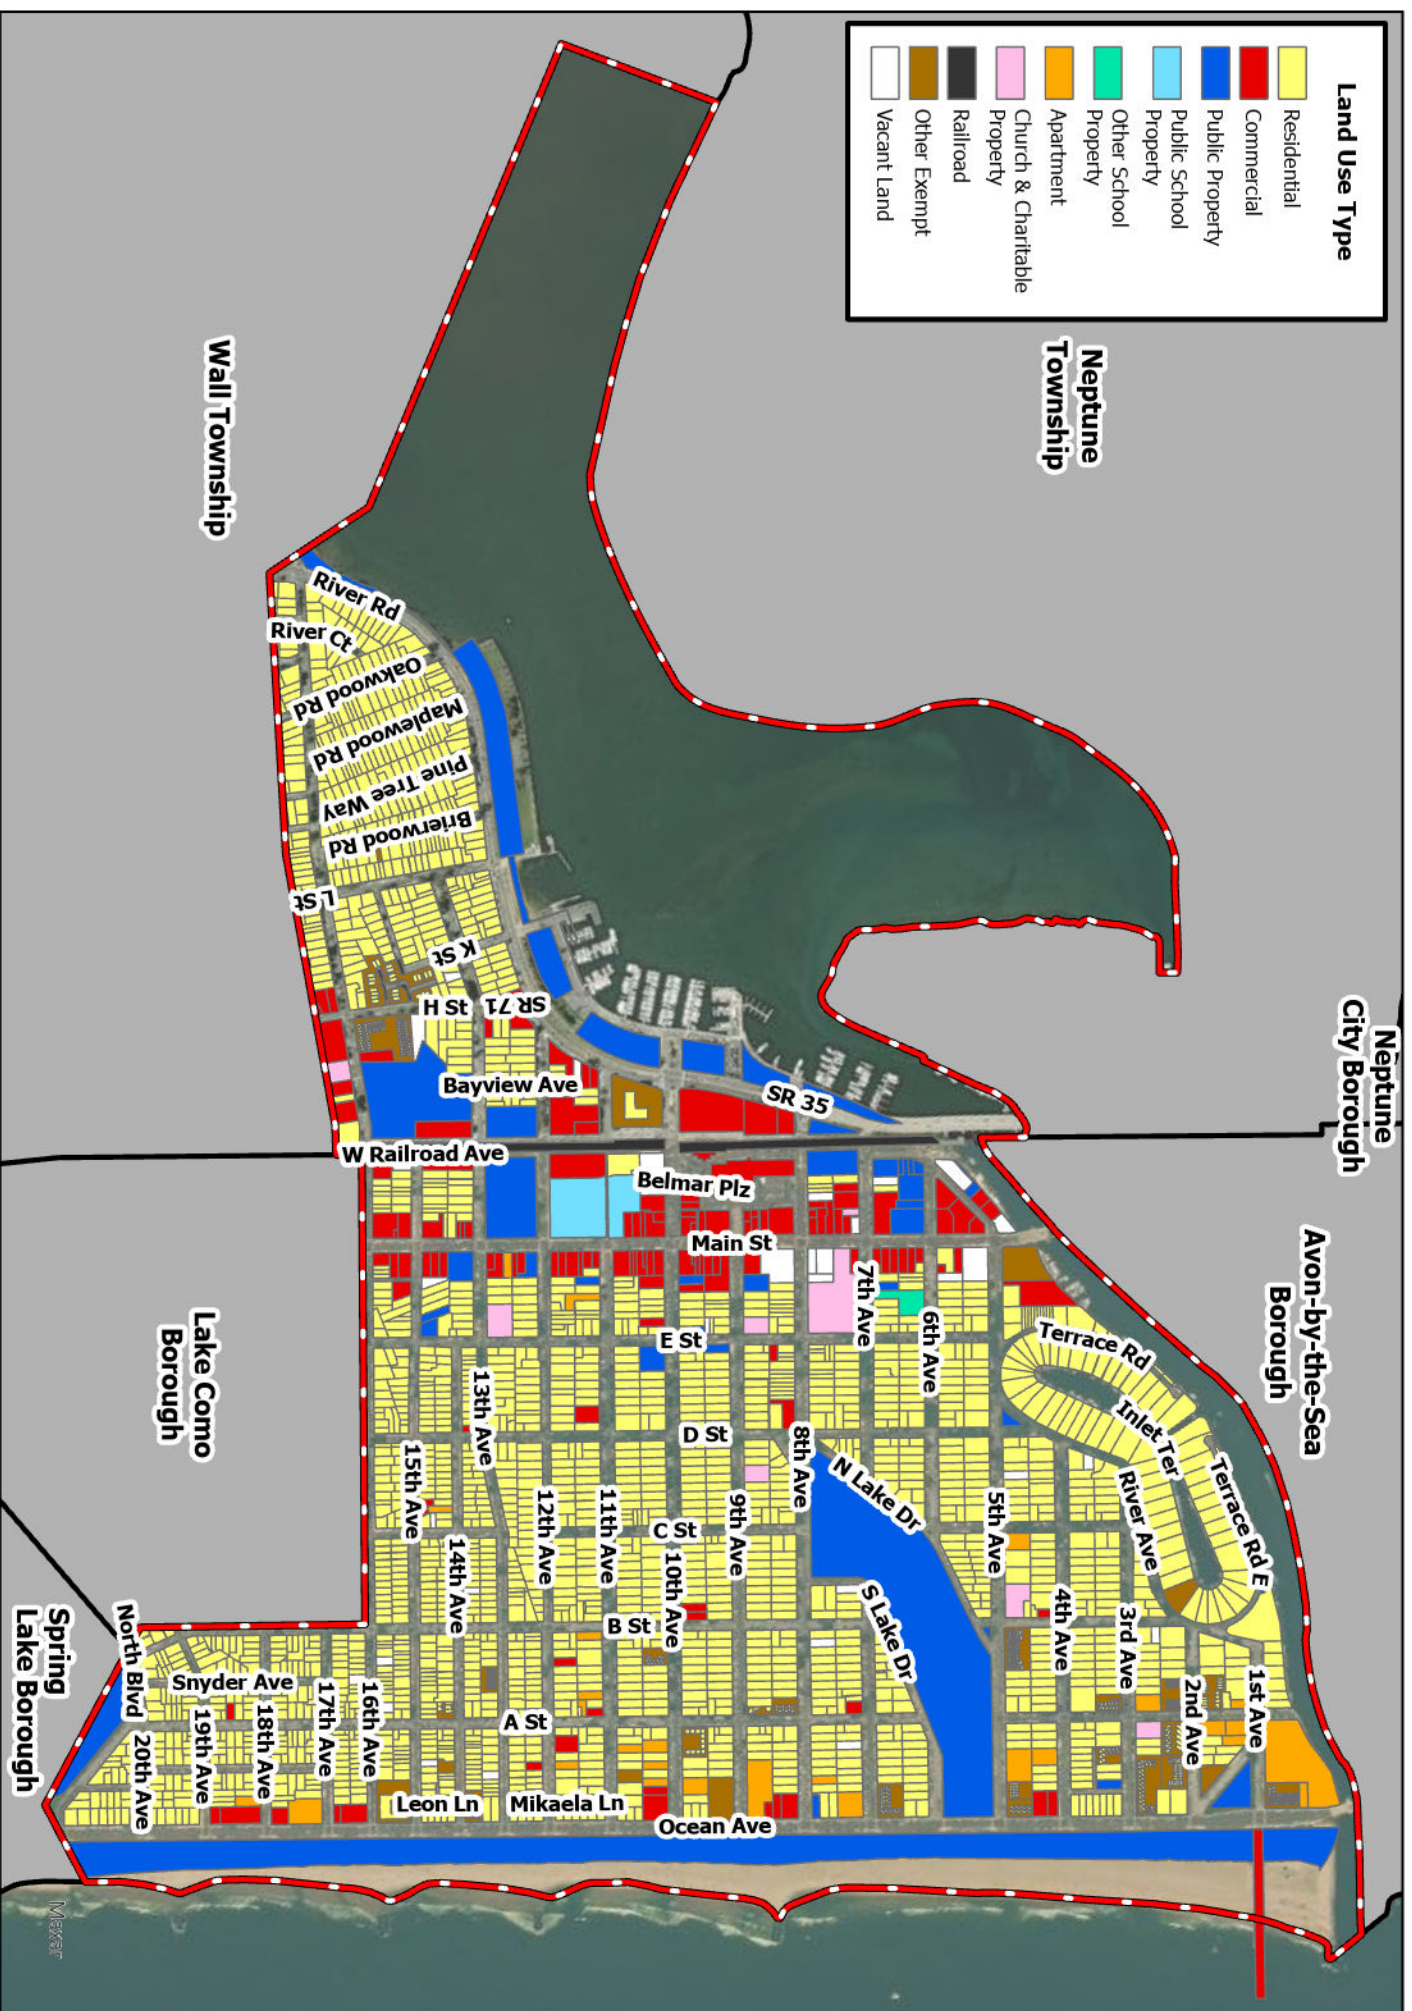 Land Use Type
Residential
Commercial
Public Property
Public School
Property
Other School
Property
Apartment
Church & Charitable
Property
Railroad
Other Exempt
Vacant Land
Neptune
Township
Neptune
City Borough
Avon-by-the-Sea
Borough
Wall Township
Lake Como
Borough
Spring
Lake Borough
River Rd
River Ct
Oakwood Rd
Maplewood Rd
Pine Tree Way
Brierwood Rd
L St
K St
H St
SR 71
Bayview Ave
SR 35
W Railroad Ave
Belmar Plz
Main St
7th Ave
6th Ave
E St
Terrace Rd
Inlet Ter
Terrace Rd E
River Ave
13th Ave
D St
8th Ave
N Lake Dr
15th Ave
12th Ave
11th Ave
9th Ave
5th Ave
C St
14th Ave
10th Ave
4th Ave
3rd Ave
B St
S Lake Dr
1st Ave
2nd Ave
North Blvd
Snyder Ave
17th Ave
16th Ave
18th Ave
19th Ave
20th Ave
A St
Leon Ln
Mikaela Ln
Ocean Ave
Maxar